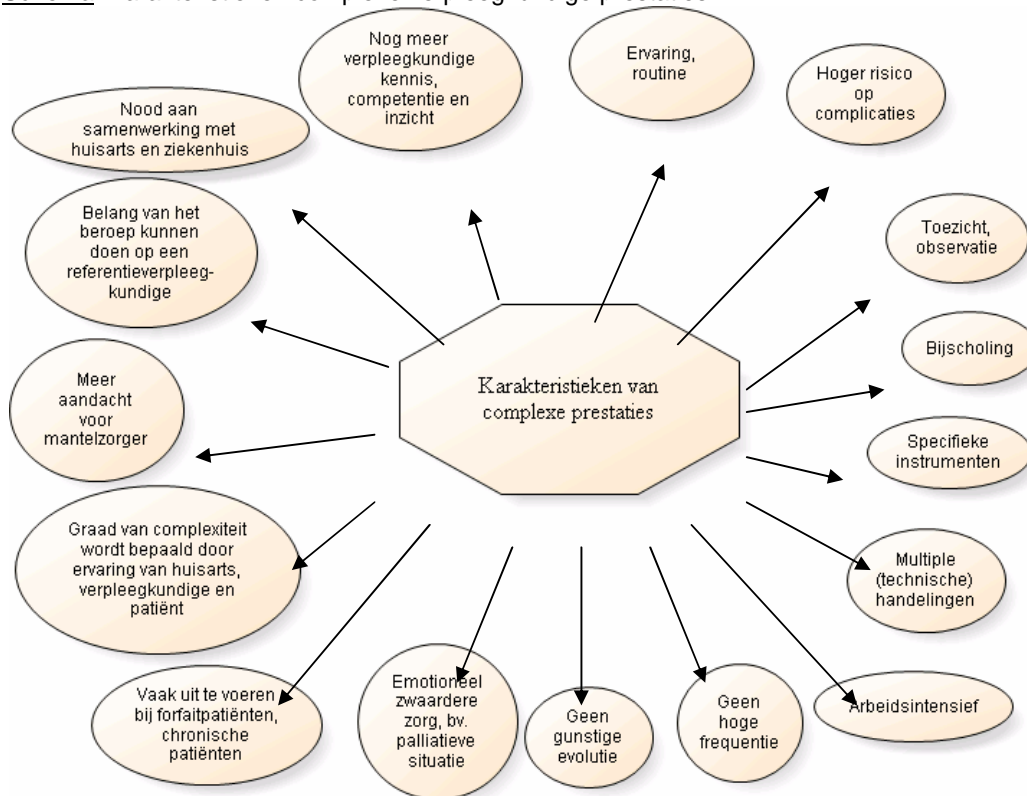 Nog meer
verpleegkundige
kennis,
competentie en
inzicht
Ervaring,
routine
Hoger risico
op
complicaties
Nood aan
samenwerking met
huisarts en ziekenhuis
Belang van het
beroep kunnen
doen op een
referentieverpleeg-
kundige
Toezicht,
observatie
Bijscholing
Karakteristieken van
complexe prestaties
Meer
aandacht
voor
mantelzorger
Specifieke
instrumenten
Graad van complexiteit
wordt bepaald door
ervaring van huisarts,
verpleegkundige en
patiënt
Multiple
(technische)
handelingen
Vaak uit te voeren
bij forfaitpatiënten,
chronische
patiënten
Emotioneel
zwaardere
zorg, bv.
palliatieve
situatie
Geen
gunstige
evolutie
Geen
hoge
frequentie
Arbeidsintensief